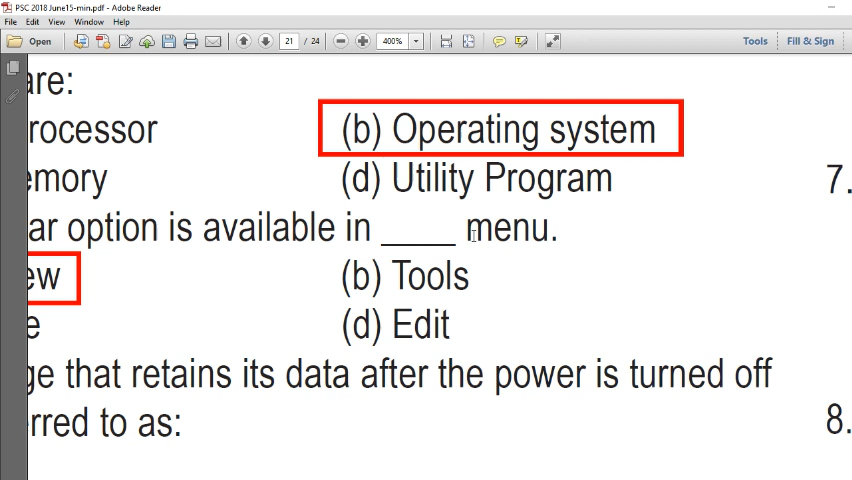 PSC 2018 June15-min.pdf - Adobe Reader
File Edit View Window Help
Open 21 / 24 400% Tools Fill & Sign
are:
rocessor (b) Operating system
emory (d) Utility Program
7.
ar option is available in ____ menu.
ew (b) Tools
e (d) Edit
ge that retains its data after the power is turned off
rred to as:
8.